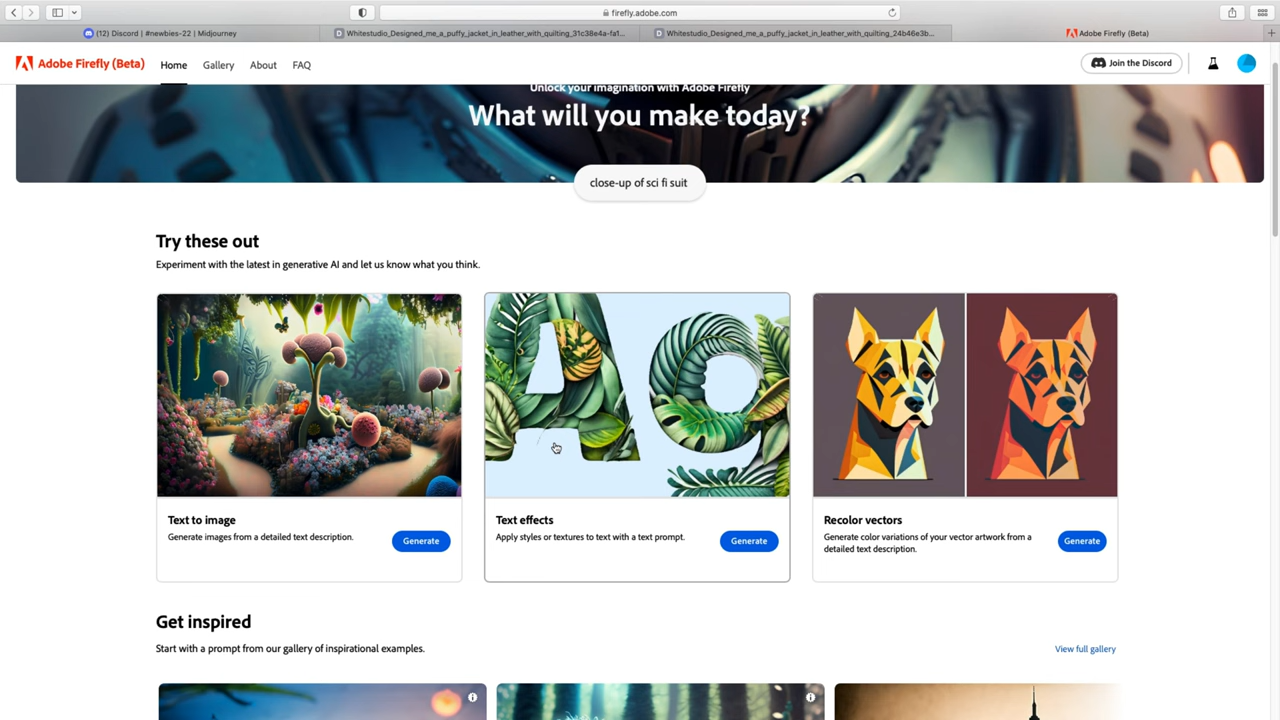 firefly.adobe.com
(12) Discord | #newbies-22 | Midjourney
Whitestudio_Designed_me_a_puffy_jacket_in_leather_with_quilting_31c38e4a-fa1...
Whitestudio_Designed_me_a_puffy_jacket_in_leather_with_quilting_24b46e3b...
Adobe Firefly (Beta)
Adobe Firefly (Beta)
Home
Gallery
About
FAQ
Join the Discord
Unlock your imagination with Adobe Firefly
What will you make today?
close-up of sci fi suit
Try these out
Experiment with the latest in generative AI and let us know what you think.
Ag
Text to image
Generate images from a detailed text description.
Generate
Text effects
Apply styles or textures to text with a text prompt.
Generate
Recolor vectors
Generate color variations of your vector artwork from a
detailed text description.
Generate
Get inspired
Start with a prompt from our gallery of inspirational examples.
View full gallery